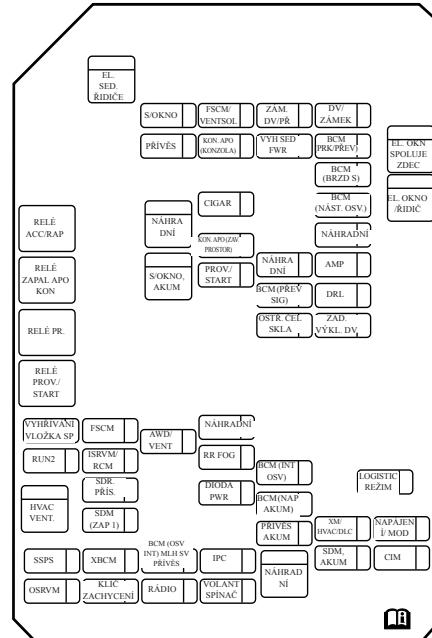 EL.
SED.
ŘIDIČE
S/OKNO
FSCM/
VENTSOL
ZÁM.
DV/PŘ
DV/
ZÁMEK
PŘÍVĚS
KON. APO
(KONZOLA)
VYH SED
FWR
BCM
PRK/PŘEV)
EL. OKN
SPOLUJE
ZDEC
BCM
(BRZD S)
EL. OKNO
/ŘIDIČ
CIGAR
BCM
(NÁST. OSV.)
RELÉ
ACC/RAP
NÁHRA
DNÍ
NÁHRADNÍ
KON. APO (ZAV.
PROSTOR)
RELÉ
ZAPAL APO
KON
S/OKNO,
AKUM
PROV./
START
NÁHRA
DNÍ
AMP
BCM (PŘEV
SIG)
DRL
RELÉ PR.
OSTŘ. ČEL
SKLA
ZAD.
VÝKL. DV
RELÉ
PROV./
START
VYHŘÍVÁNÍ
VLOŽKA SP
FSCM
AWD/
VENT
NÁHRADNÍ
RUN2
ISRVM/
RCM
RR FOG
BCM (INT
OSV)
SDR.
PŘÍS.
DIODA
PWR
LOGISTIC
REŽIM
HVAC
VENT.
SDM
(ZAP 1)
BCM (NAP
AKUM)
PŘÍVĚS
AKUM
XM/
HVAC/DLC
NAPÁJEN
Í/ MOD
SSPS
XBCM
BCM (OSV
INT) MLH SV
PŘÍVĚS
IPC
NÁHRAD
NÍ
SDM,
AKUM
CIM
OSRVM
KLÍČ
ZACHYCENÍ
RÁDIO
VOLANT
SPÍNAČ